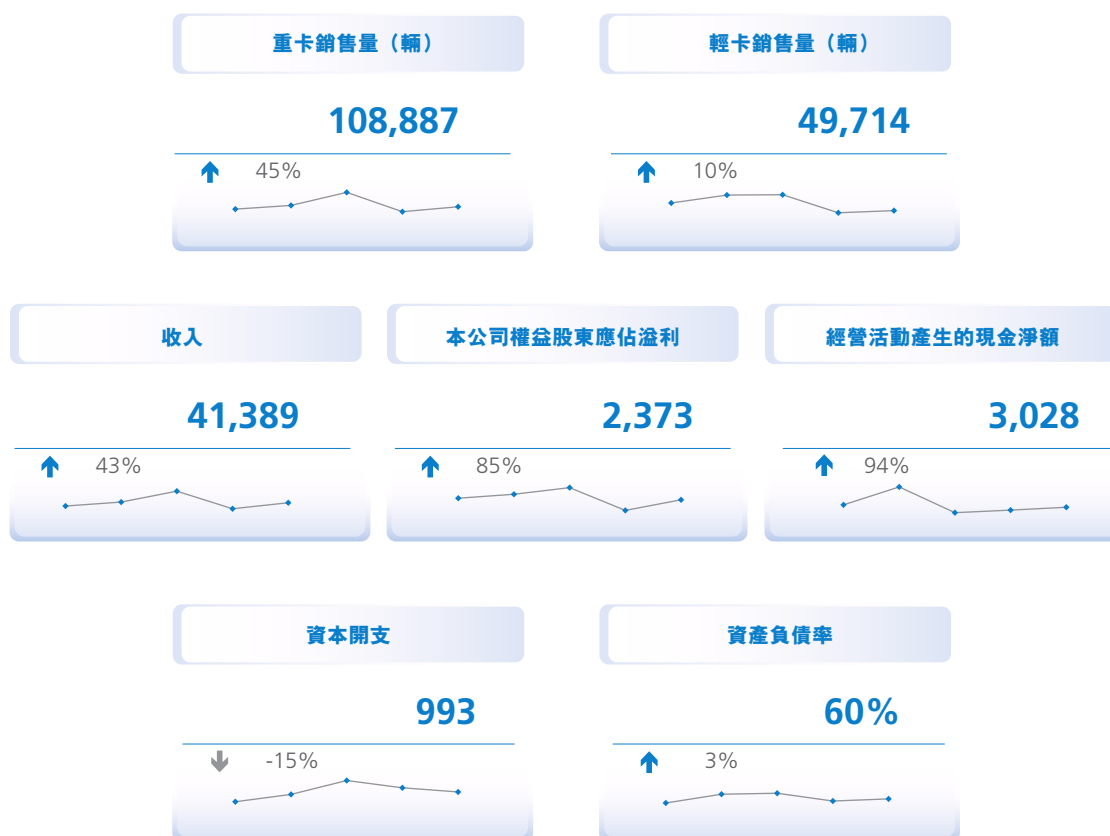 重卡銷售量（輛）
輕卡銷售量（輛）
108,887
49,714
45%
10%
收入
本公司權益股東應佔溢利
經營活動產生的現金淨額
41,389
2,373
3,028
43%
85%
94%
資本開支
資產負債率
993
60%
-15%
3%